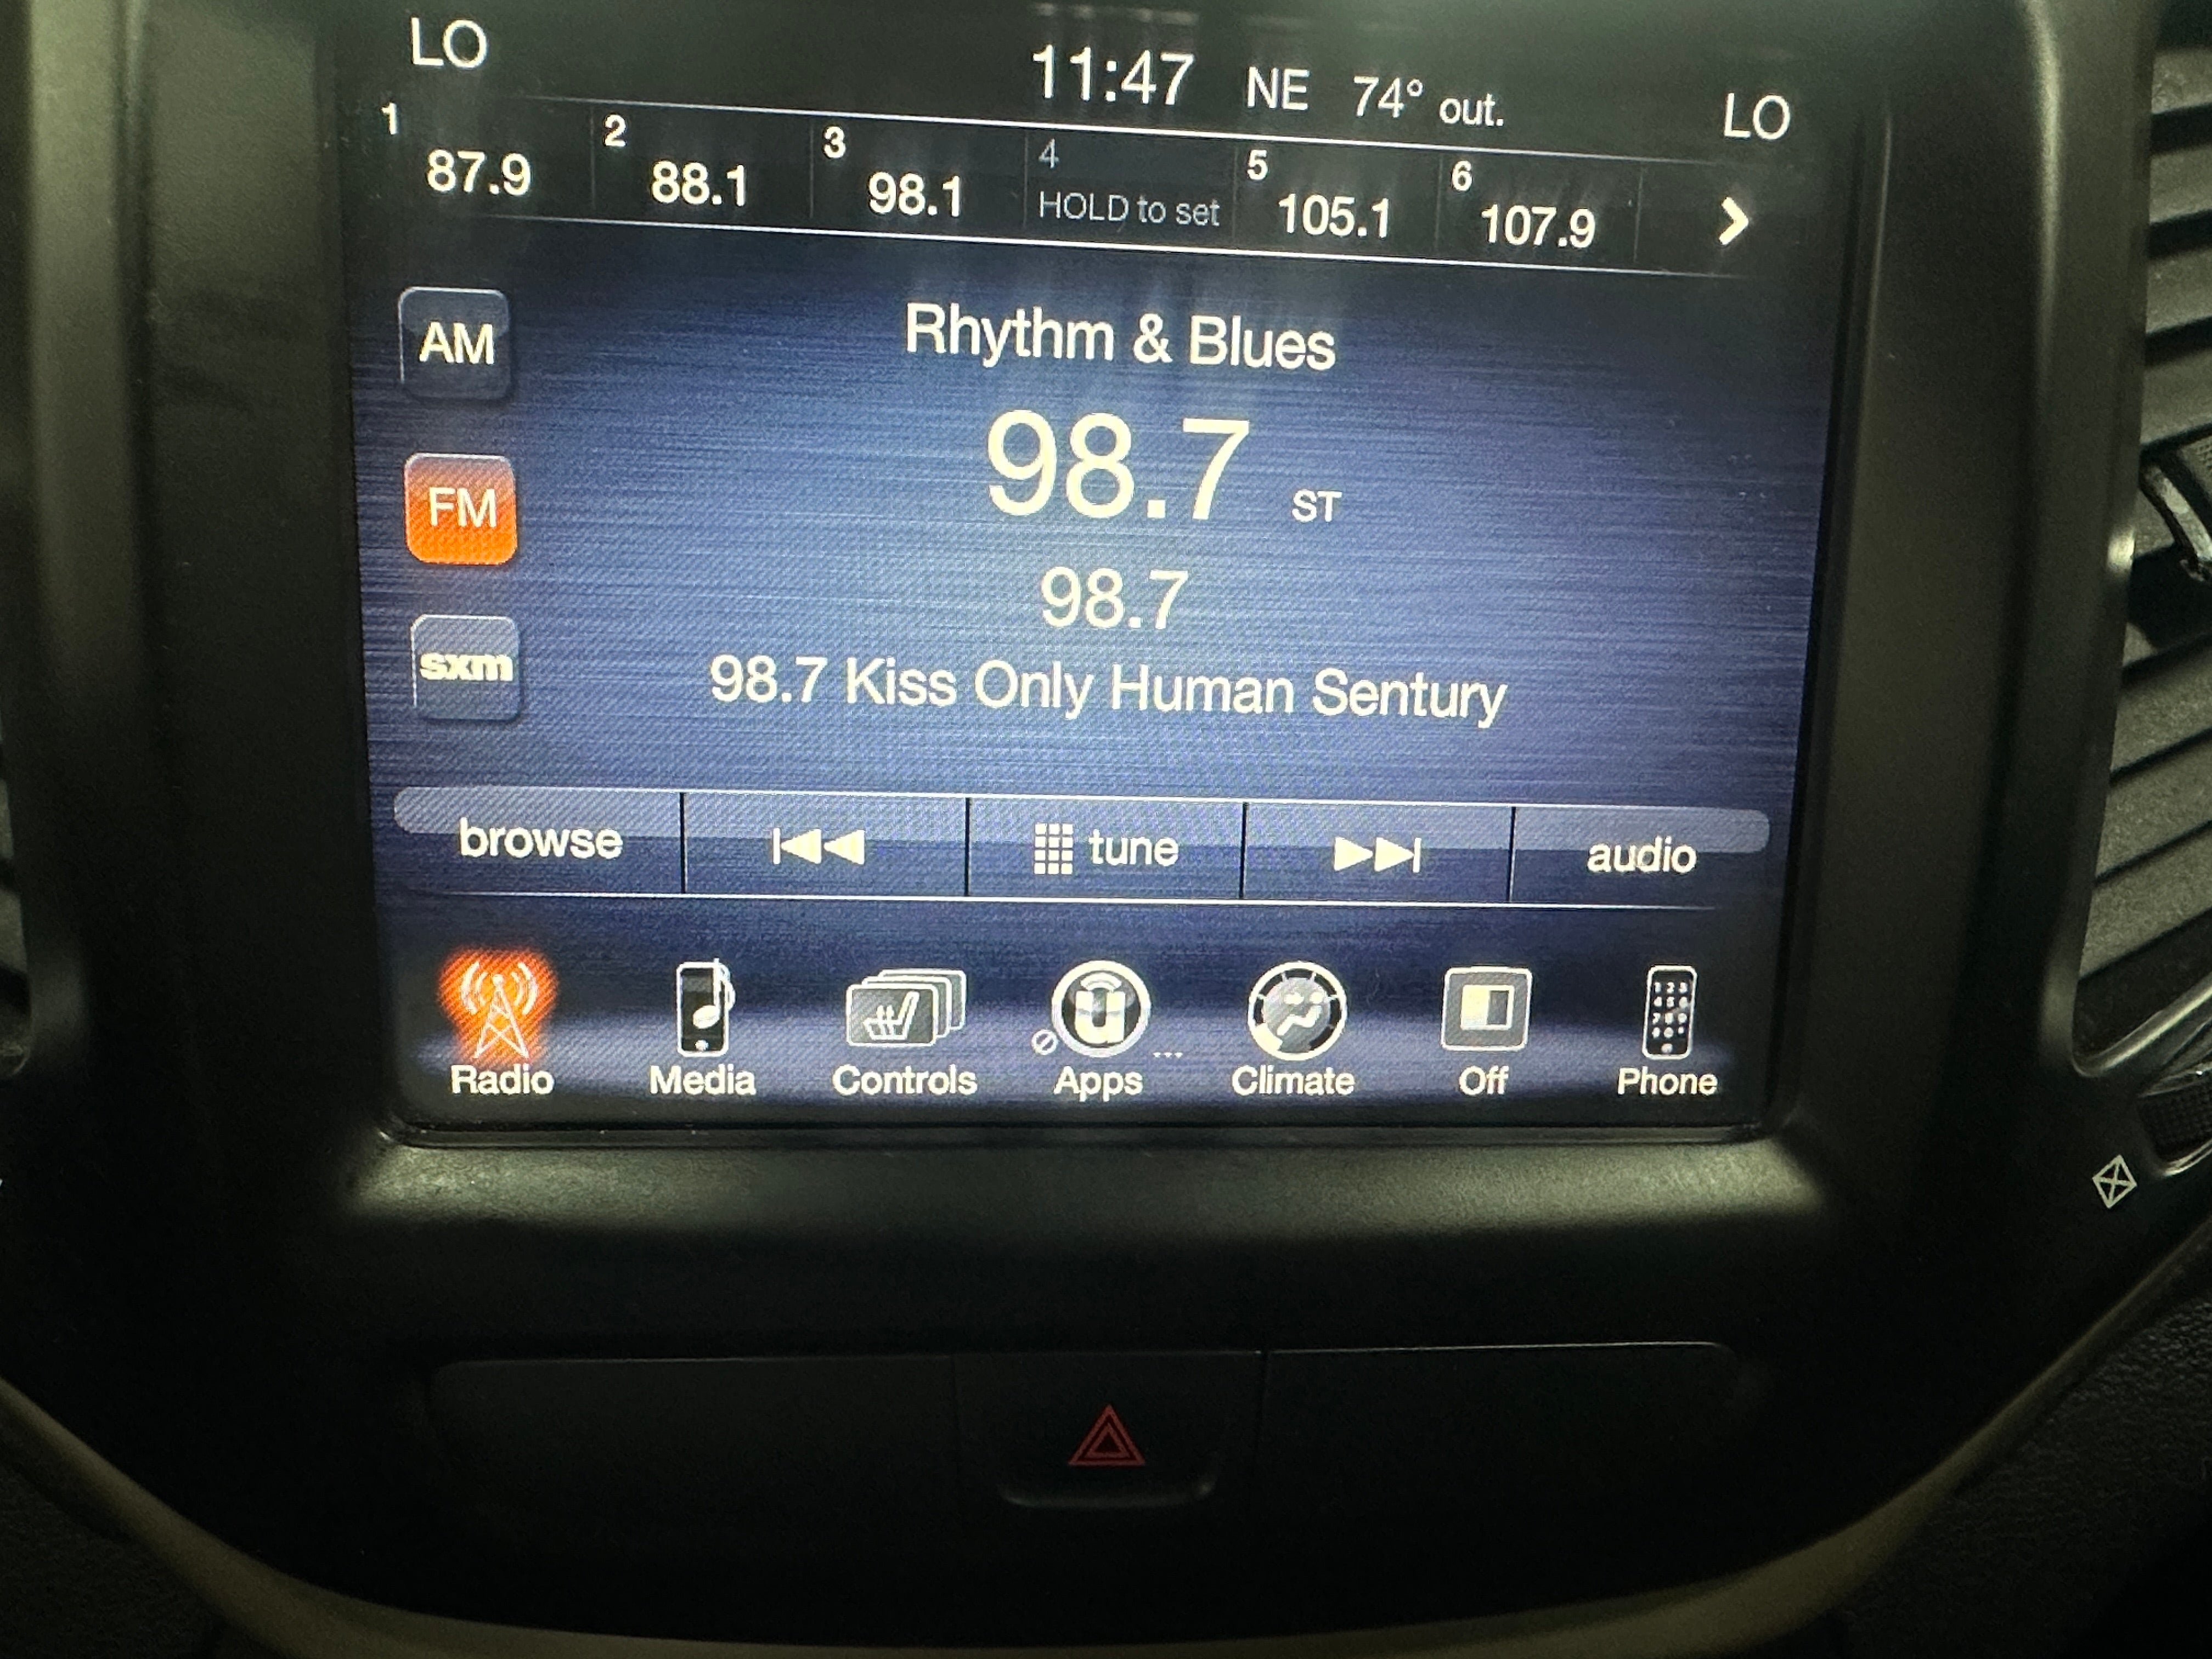 LO 11:47 NE 74° out. LO
1 87.9 2 88.1 3 98.1 4 HOLD to set 5 105.1 6 107.9
AM
Rhythm & Blues
FM
98.7 ST
98.7
sxm
98.7 Kiss Only Human Sentury
browse tune audio
Radio Media Controls Apps Climate Off Phone